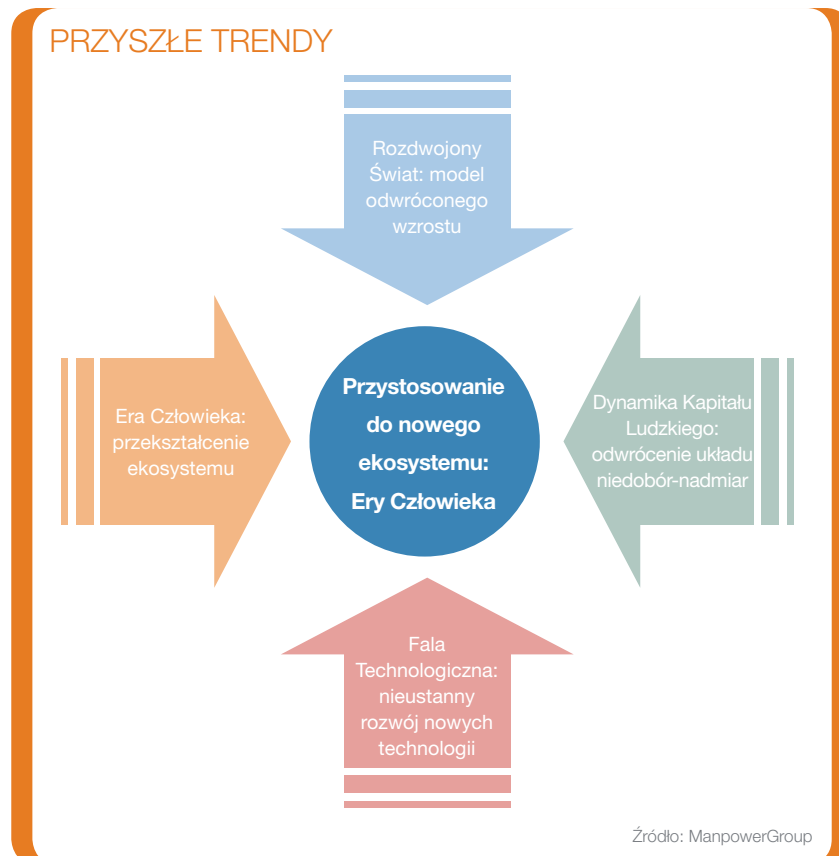 PRZYSZŁE TRENDY
Rozdwojony
Świat: model
odwróconego
wzrostu
Era Człowieka:
przekształcenie
ekosystemu
Przystosowanie
do nowego
ekosystemu:
Ery Człowieka
Dynamika Kapitału
Ludzkiego:
odwrócenie układu
niedobór-nadmiar
Fala
Technologiczna:
nieustanny
rozwój nowych
technologii
Źródło: ManpowerGroup